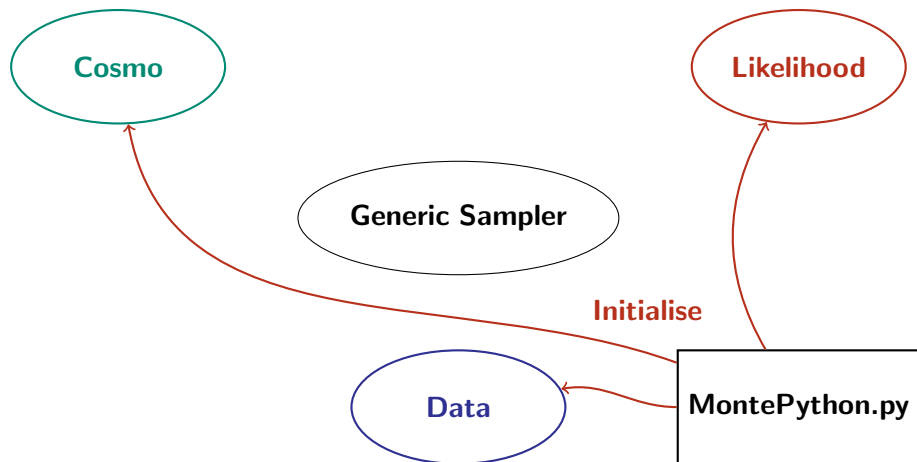 Cosmo
Likelihood
Generic Sampler
Initialise
Data
MontePython.py